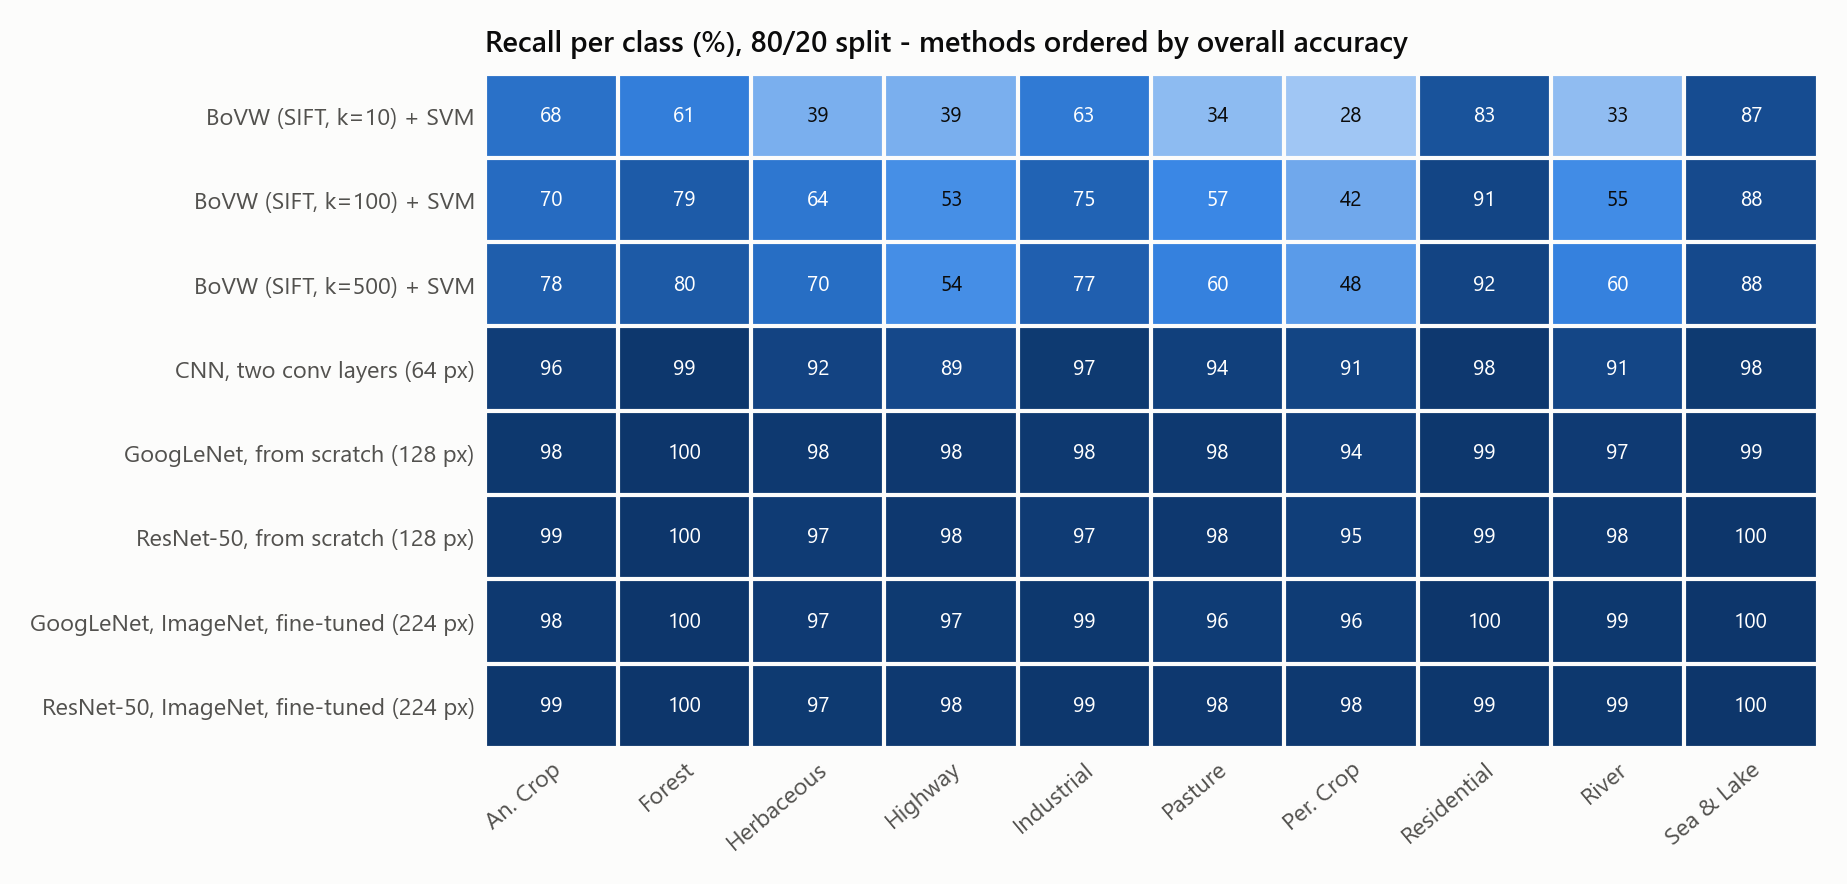 Recall per class (%), 80/20 split - methods ordered by overall accuracy
BoVW (SIFT, k=10) + SVM 68 61 39 39 63 34 28 83 33 87
BoVW (SIFT, k=100) + SVM 70 79 64 53 75 57 42 91 55 88
BoVW (SIFT, k=500) + SVM 78 80 70 54 77 60 48 92 60 88
CNN, two conv layers (64 px) 96 99 92 89 97 94 91 98 91 98
GoogLeNet, from scratch (128 px) 98 100 98 98 98 98 94 99 97 99
ResNet-50, from scratch (128 px) 99 100 97 98 97 98 95 99 98 100
GoogLeNet, ImageNet, fine-tuned (224 px) 98 100 97 97 99 96 96 100 99 100
ResNet-50, ImageNet, fine-tuned (224 px) 99 100 97 98 99 98 98 99 99 100
An. Crop Forest Herbaceous Highway Industrial Pasture Per. Crop Residential River Sea & Lake